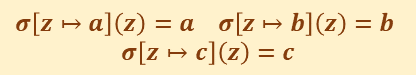 σ[z ↦ a](z) = a σ[z ↦ b](z) = b
σ[z ↦ c](z) = c